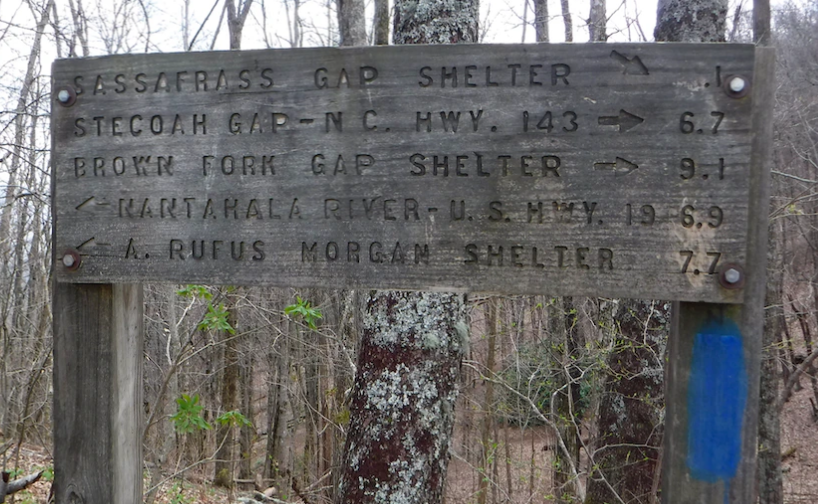 SASSAFRASS GAP SHELTER ↘ .1
STECOAH GAP-N C. HWY. 143 → 6.7
BROWN FORK GAP SHELTER → 9.1
← NANTAHALA RIVER-U.S. HWY. 19 6.9
← A. RUFUS MORGAN SHELTER 7.7